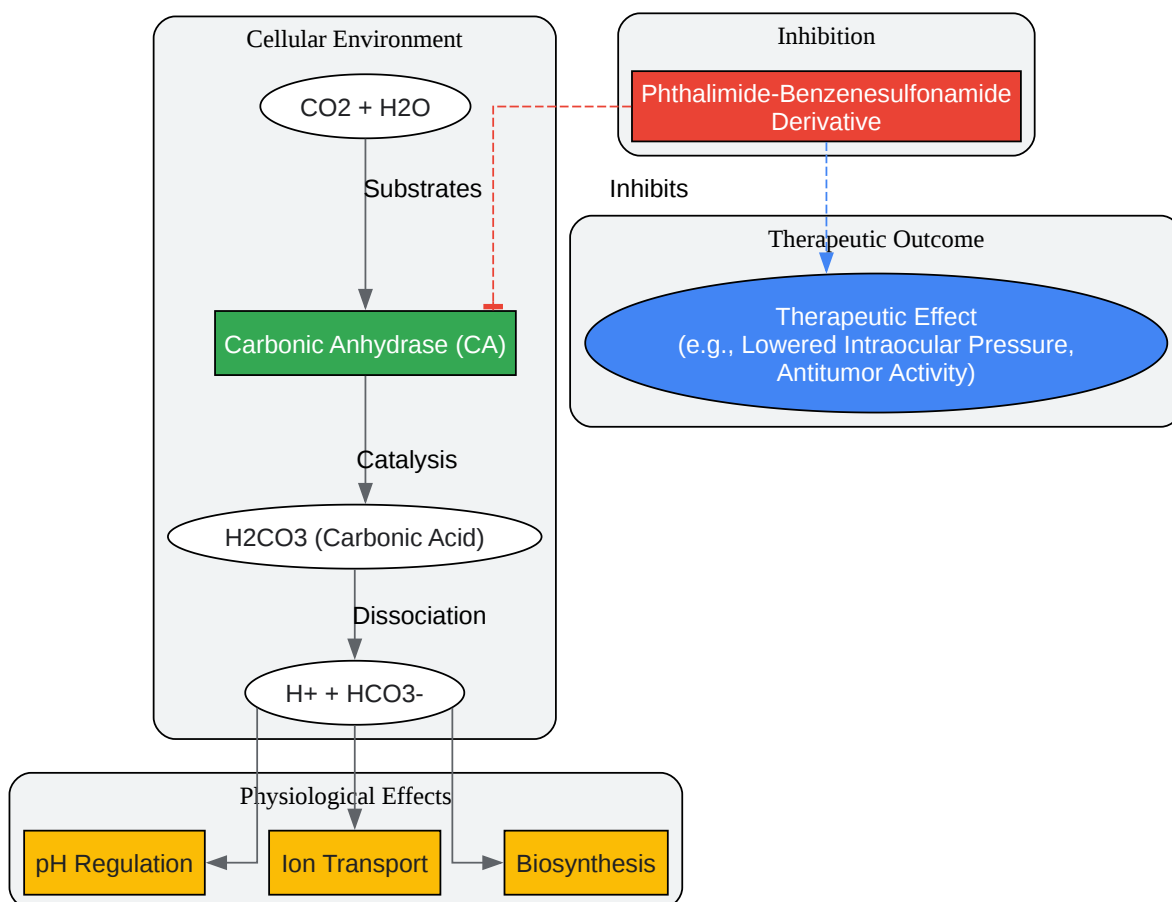 Cellular Environment
CO2 + H2O
Substrates
Carbonic Anhydrase (CA)
Catalysis
H2CO3 (Carbonic Acid)
Dissociation
H+ + HCO3-
Inhibition
Phthalimide-Benzenesulfonamide
Derivative
Inhibits
Therapeutic Outcome
Therapeutic Effect
(e.g., Lowered Intraocular Pressure,
Antitumor Activity)
Physiological Effects
pH Regulation
Ion Transport
Biosynthesis